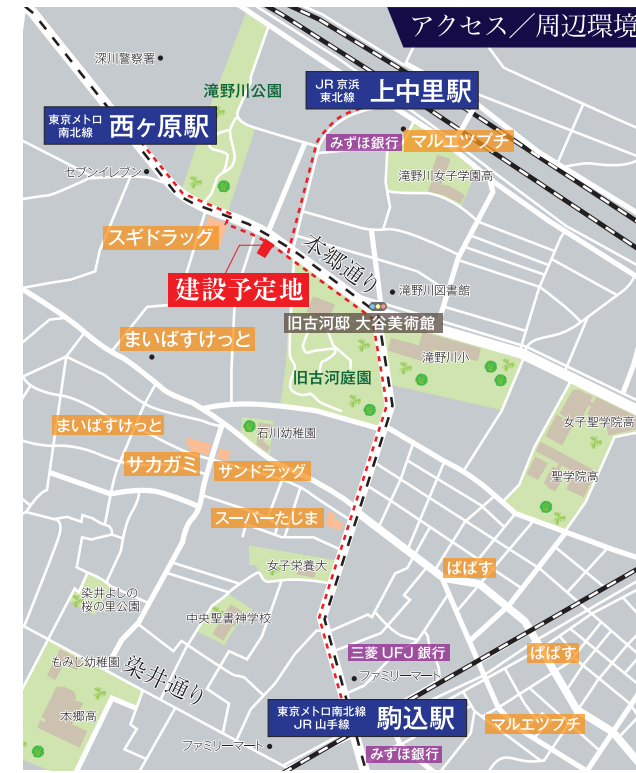 アクセス／周辺環境
深川警察署
滝野川公園
JR 京浜
東北線
上中里駅
東京メトロ
南北線
西ヶ原駅
みずほ銀行
マルエツプチ
セブンイレブン
滝野川女子学園高
スギドラッグ
本郷通り
建設予定地
滝野川図書館
旧古河邸 大谷美術館
まいばすけっと
滝野川小
旧古河庭園
まいばすけっと
石川幼稚園
女子聖学院高
サカガミ
サンドラッグ
聖学院高
スーパーたじま
女子栄養大
ぱぱす
染井よしの
桜の里公園
中央聖書神学校
もみじ幼稚園
染井通り
三菱 UFJ 銀行
ぱぱす
ファミリーマート
本郷高
東京メトロ南北線
JR 山手線
駒込駅
マルエツプチ
ファミリーマート
みずほ銀行